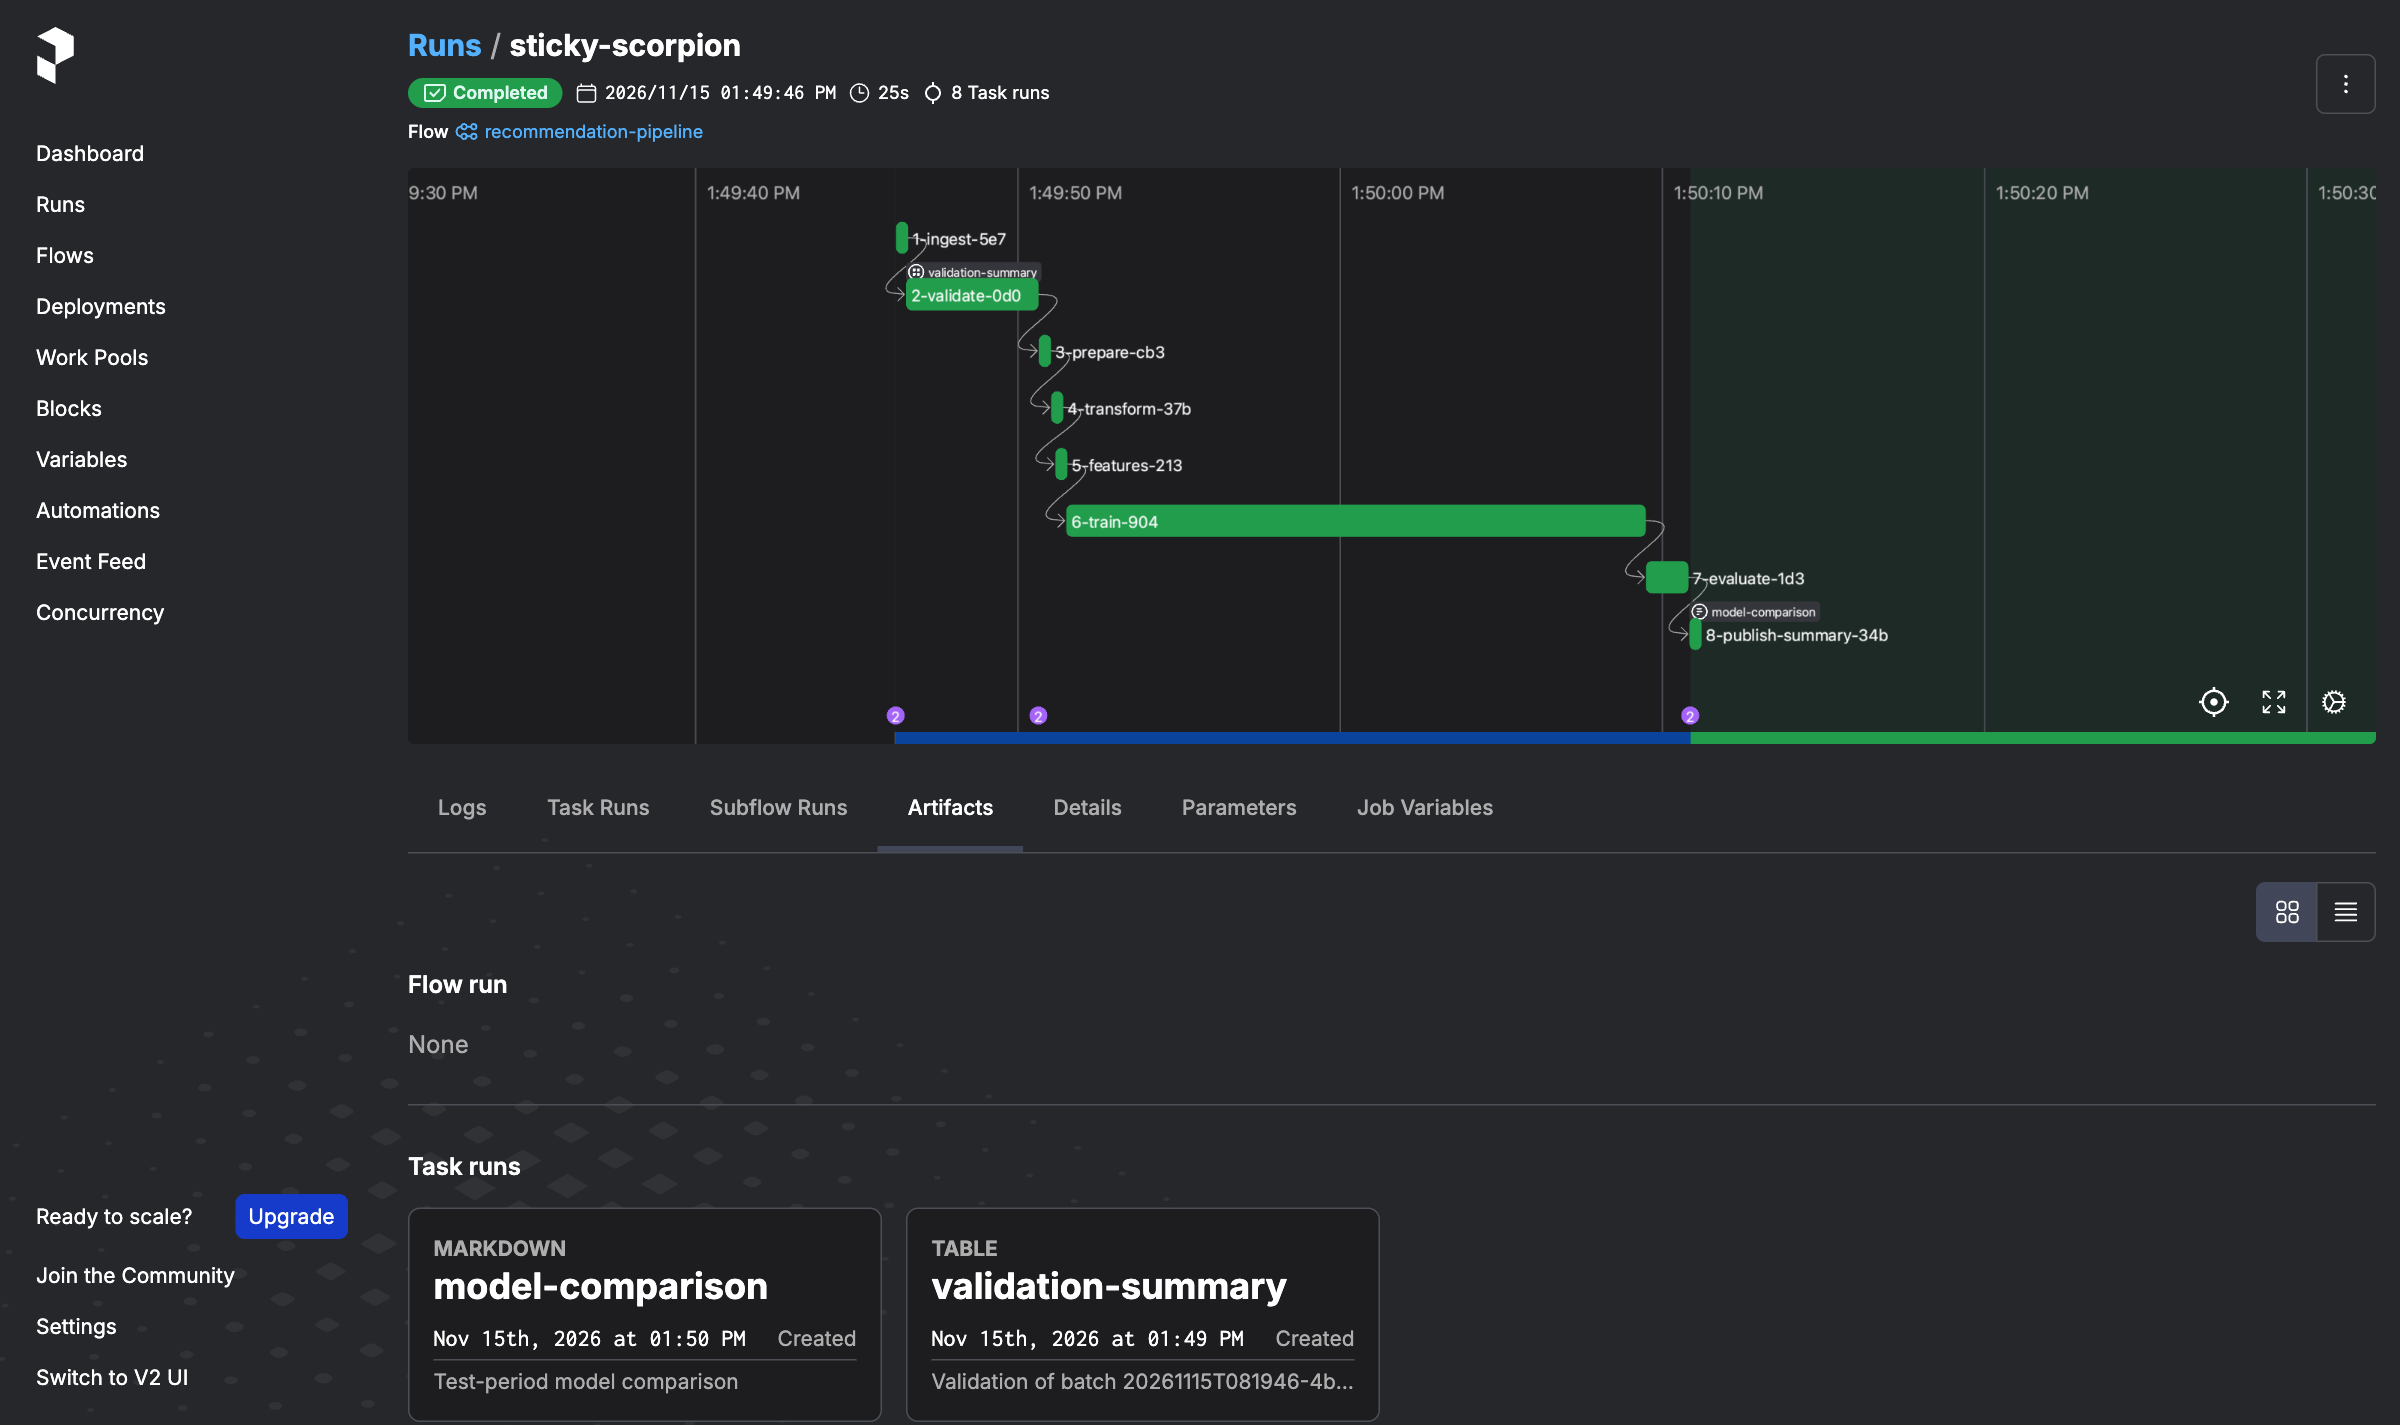 Runs / sticky-scorpion
Completed 2026/11/15 01:49:46 PM 25s 8 Task runs
Flow recommendation-pipeline
Dashboard
Runs
Flows
Deployments
Work Pools
Blocks
Variables
Automations
Event Feed
Concurrency
9:30 PM 1:49:40 PM 1:49:50 PM 1:50:00 PM 1:50:10 PM 1:50:20 PM 1:50:30
1-ingest-5e7
validation-summary
2-validate-0d0
3-prepare-cb3
4-transform-37b
5-features-213
6-train-904
7-evaluate-1d3
model-comparison
8-publish-summary-34b
2 2 2
Logs Task Runs Subflow Runs Artifacts Details Parameters Job Variables
Flow run
None
Task runs
MARKDOWN
model-comparison
Nov 15th, 2026 at 01:50 PM Created
Test-period model comparison
TABLE
validation-summary
Nov 15th, 2026 at 01:49 PM Created
Validation of batch 20261115T081946-4b...
Ready to scale? Upgrade
Join the Community
Settings
Switch to V2 UI